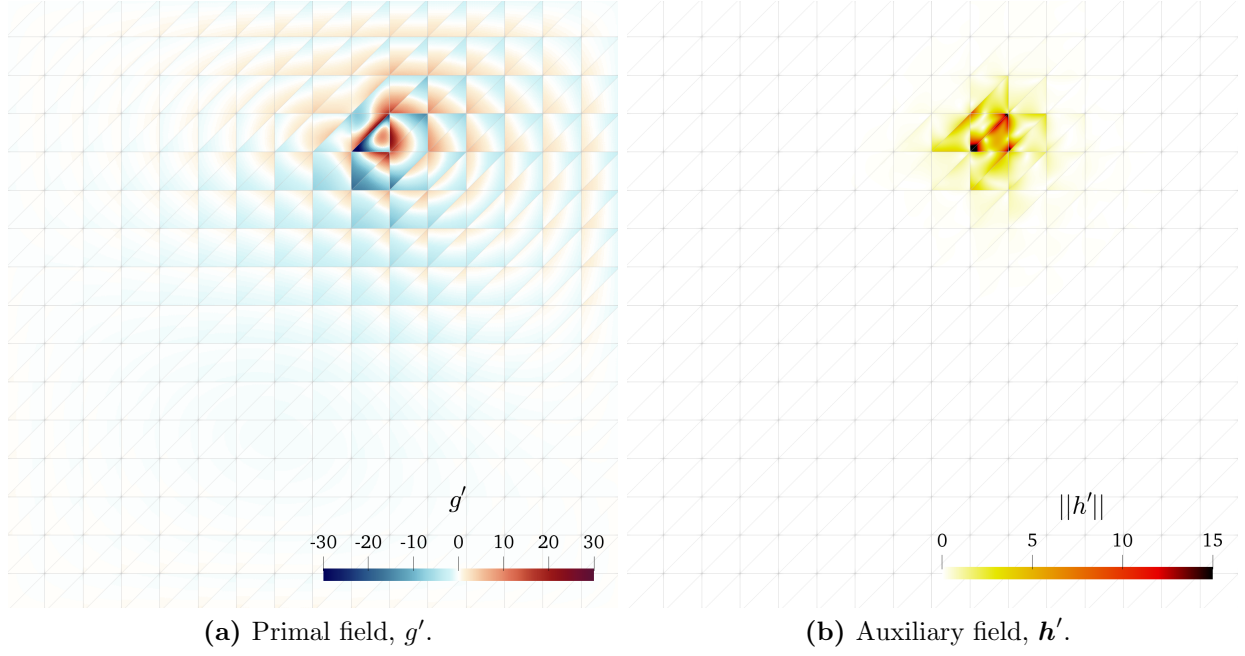 g′
-30 -20 -10 0 10 20 30
||h′||
0 5 10 15
(a) Primal field, g′.
(b) Auxiliary field, h′.